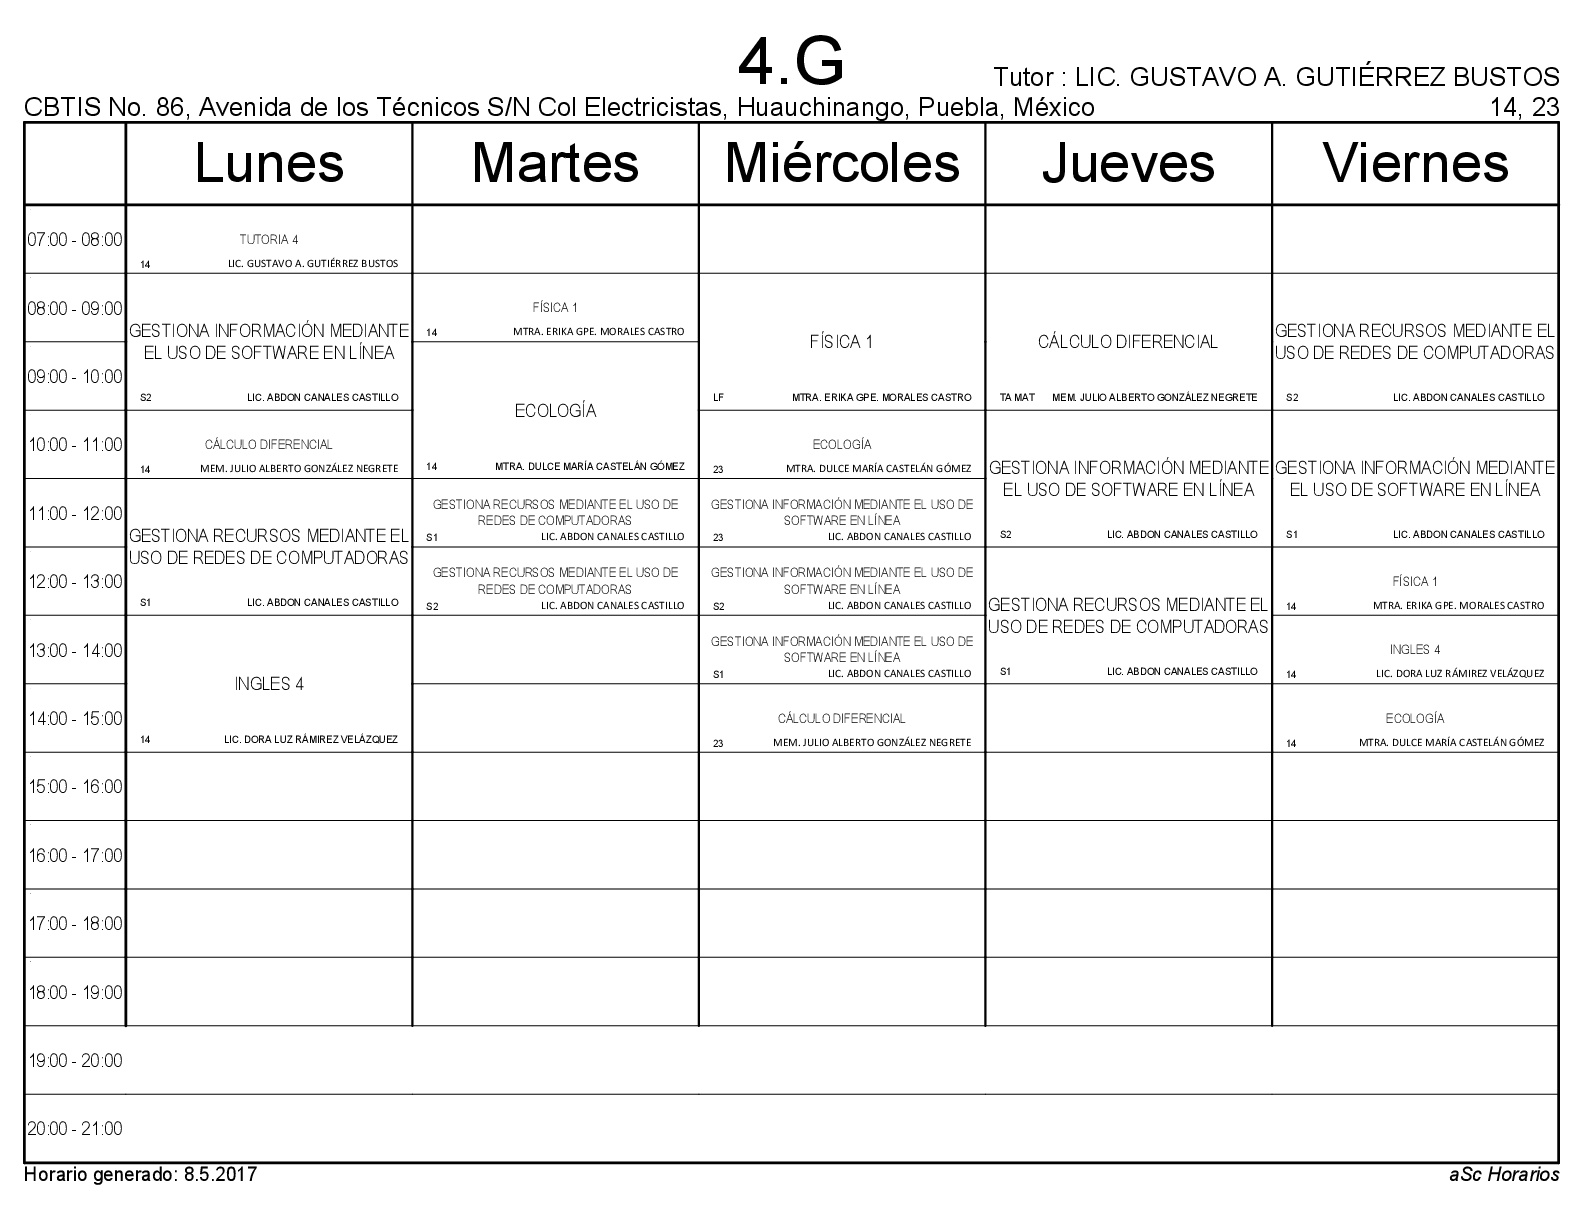 4.G
Tutor : LIC. GUSTAVO A. GUTIÉRREZ BUSTOS
CBTIS No. 86, Avenida de los Técnicos S/N Col Electricistas, Huauchinango, Puebla, México
14, 23
Lunes
Martes
Miércoles
Jueves
Viernes
07:00 - 08:00
TUTORIA 4
14
LIC. GUSTAVO A. GUTIÉRREZ BUSTOS
08:00 - 09:00
GESTIONA INFORMACIÓN MEDIANTE
EL USO DE SOFTWARE EN LÍNEA
S2
LIC. ABDON CANALES CASTILLO
FÍSICA 1
14
MTRA. ERIKA GPE. MORALES CASTRO
FÍSICA 1
LF
MTRA. ERIKA GPE. MORALES CASTRO
CÁLCULO DIFERENCIAL
TA MAT
MEM. JULIO ALBERTO GONZÁLEZ NEGRETE
GESTIONA RECURSOS MEDIANTE EL
USO DE REDES DE COMPUTADORAS
S2
LIC. ABDON CANALES CASTILLO
09:00 - 10:00
ECOLOGÍA
14
MTRA. DULCE MARÍA CASTELÁN GÓMEZ
10:00 - 11:00
CÁLCULO DIFERENCIAL
14
MEM. JULIO ALBERTO GONZÁLEZ NEGRETE
ECOLOGÍA
23
MTRA. DULCE MARÍA CASTELÁN GÓMEZ
GESTIONA INFORMACIÓN MEDIANTE
EL USO DE SOFTWARE EN LÍNEA
S2
LIC. ABDON CANALES CASTILLO
GESTIONA INFORMACIÓN MEDIANTE
EL USO DE SOFTWARE EN LÍNEA
S1
LIC. ABDON CANALES CASTILLO
11:00 - 12:00
GESTIONA RECURSOS MEDIANTE EL
USO DE REDES DE COMPUTADORAS
S1
LIC. ABDON CANALES CASTILLO
GESTIONA RECURSOS MEDIANTE EL USO DE
REDES DE COMPUTADORAS
S1
LIC. ABDON CANALES CASTILLO
GESTIONA INFORMACIÓN MEDIANTE EL USO DE
SOFTWARE EN LÍNEA
23
LIC. ABDON CANALES CASTILLO
12:00 - 13:00
GESTIONA RECURSOS MEDIANTE EL USO DE
REDES DE COMPUTADORAS
S2
LIC. ABDON CANALES CASTILLO
GESTIONA INFORMACIÓN MEDIANTE EL USO DE
SOFTWARE EN LÍNEA
S2
LIC. ABDON CANALES CASTILLO
GESTIONA RECURSOS MEDIANTE EL
USO DE REDES DE COMPUTADORAS
S1
LIC. ABDON CANALES CASTILLO
FÍSICA 1
14
MTRA. ERIKA GPE. MORALES CASTRO
13:00 - 14:00
INGLES 4
14
LIC. DORA LUZ RÁMIREZ VELÁZQUEZ
GESTIONA INFORMACIÓN MEDIANTE EL USO DE
SOFTWARE EN LÍNEA
S1
LIC. ABDON CANALES CASTILLO
INGLES 4
14
LIC. DORA LUZ RÁMIREZ VELÁZQUEZ
14:00 - 15:00
CÁLCULO DIFERENCIAL
23
MEM. JULIO ALBERTO GONZÁLEZ NEGRETE
ECOLOGÍA
14
MTRA. DULCE MARÍA CASTELÁN GÓMEZ
15:00 - 16:00
16:00 - 17:00
17:00 - 18:00
18:00 - 19:00
19:00 - 20:00
20:00 - 21:00
Horario generado: 8.5.2017
aSc Horarios